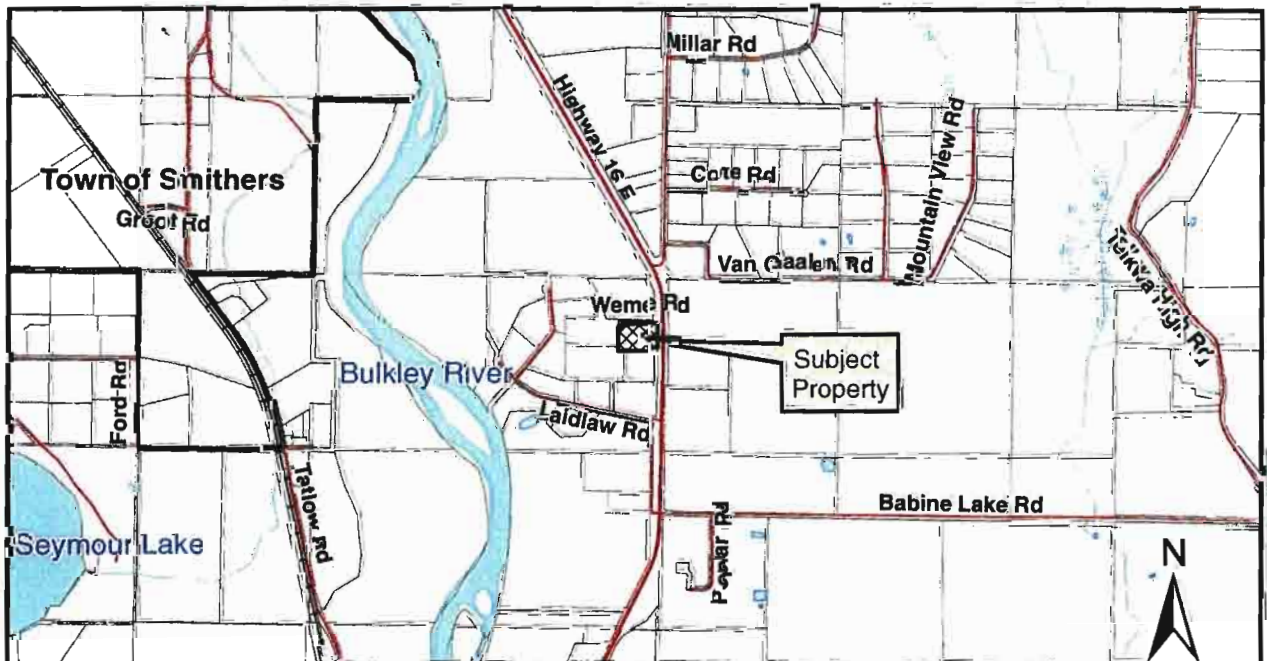 Millar Rd
Highway 16 E
Mountain View Rd
Town of Smithers
Cote Rd
Groot Rd
Van Gaalen Rd
Telkwa High Rd
Werne Rd
Subject
Property
Bulkley River
Ford Rd
Laidlaw Rd
Tatlow Rd
Babine Lake Rd
Poplar Rd
Seymour Lake
N